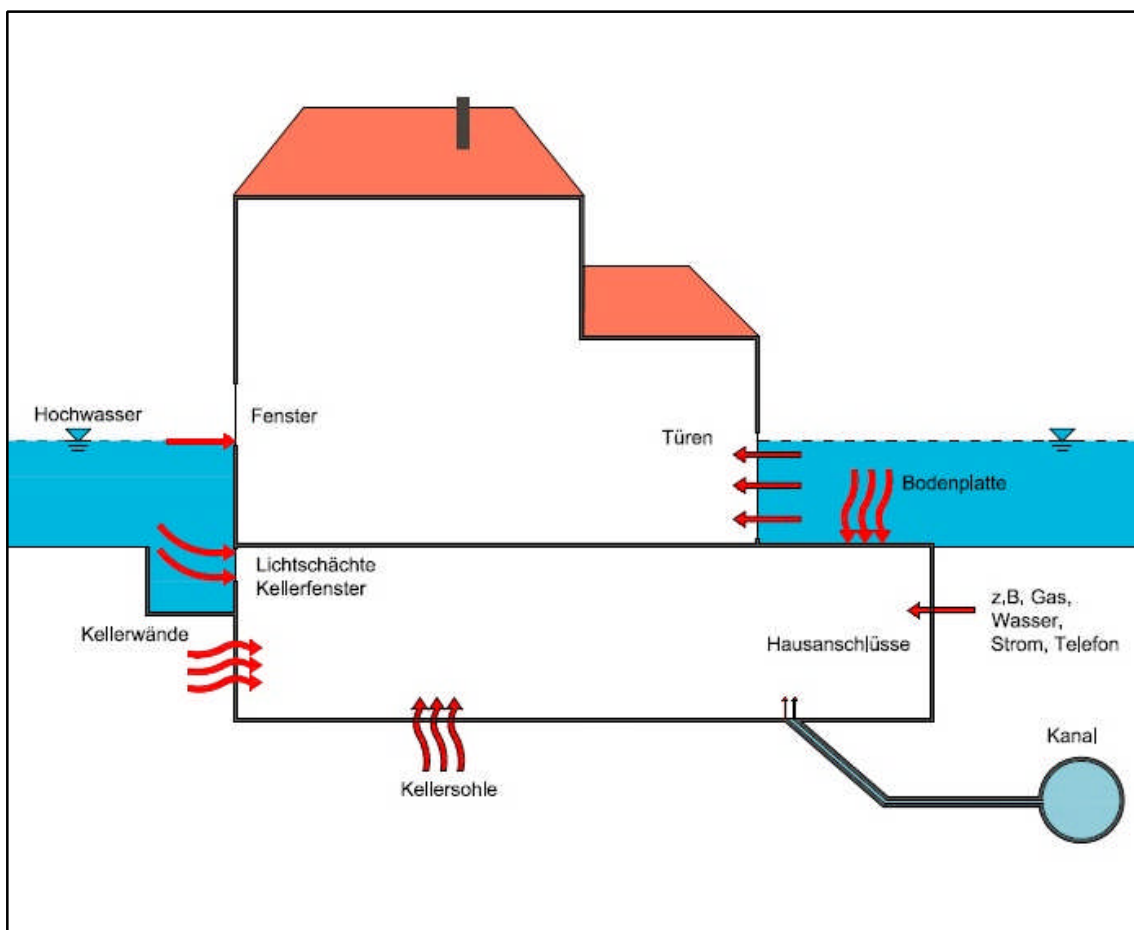 Hochwasser
Fenster
Türen
Bodenplatte
Lichtschächte
Kellerfenster
z,B, Gas,
Wasser,
Strom, Telefon
Kellerwände
Hausanschlüsse
Kanal
Kellersohle